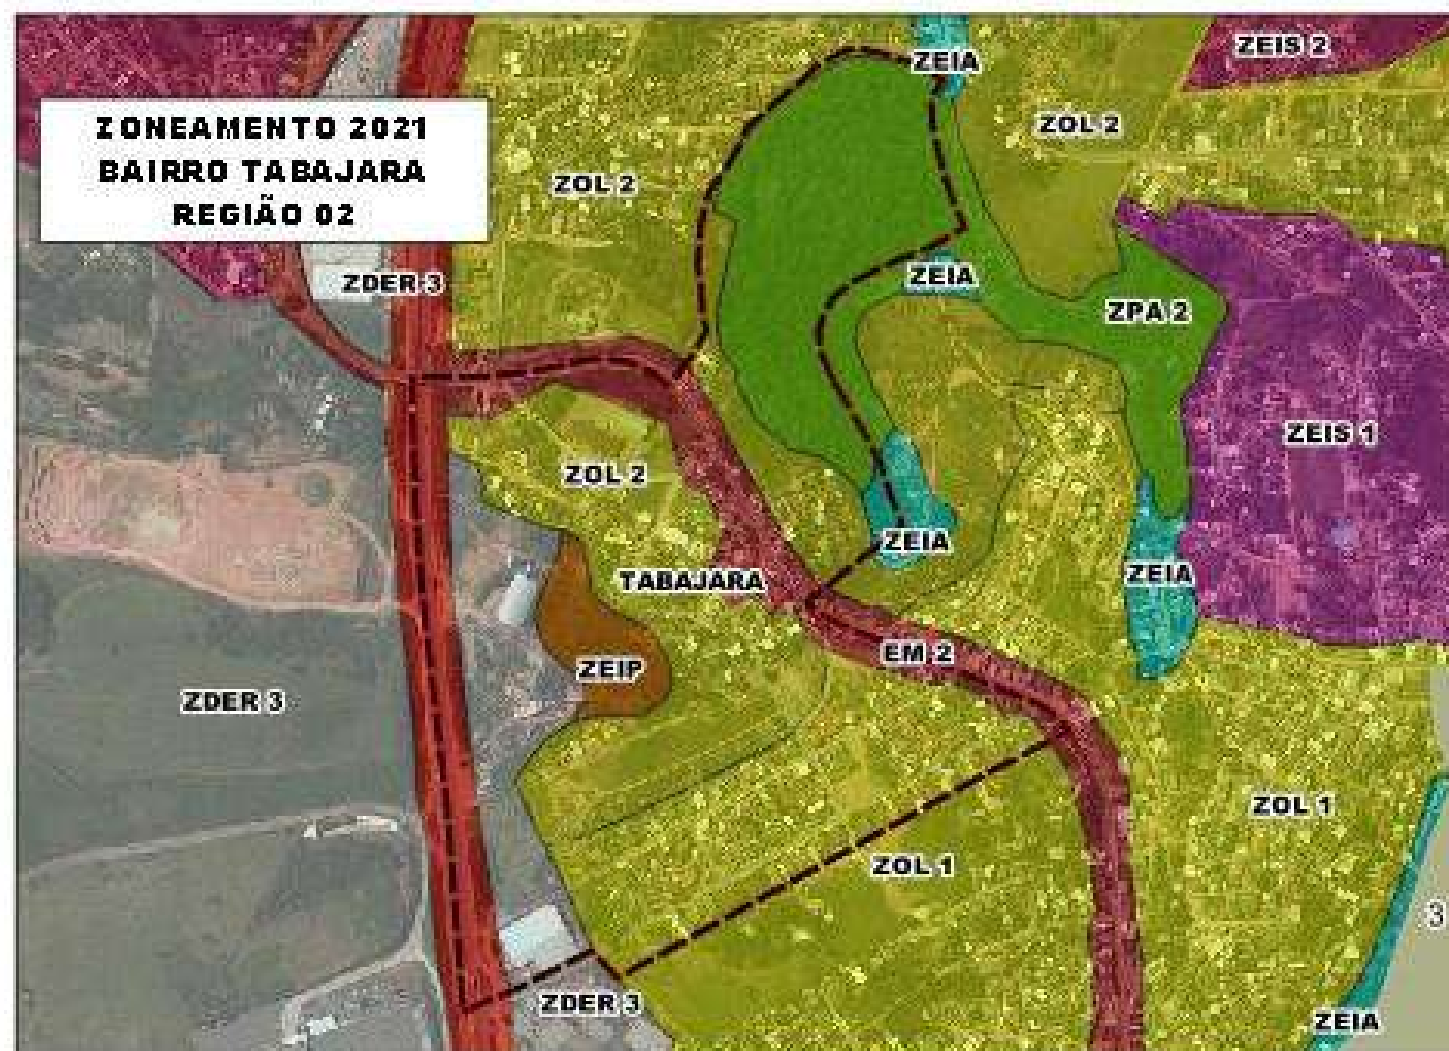 ZONEAMENTO 2021
BAIRRO TABAJARA
REGIÃO 02
ZEIA
ZEIS 2
ZOL 2
ZOL 2
ZDER 3
ZEIA
ZPA 2
ZEIS 1
ZOL 2
ZEIA
TABAJARA
ZEIA
EM 2
ZEIP
ZDER 3
ZOL 1
ZOL 1
3
ZDER 3
ZEIA